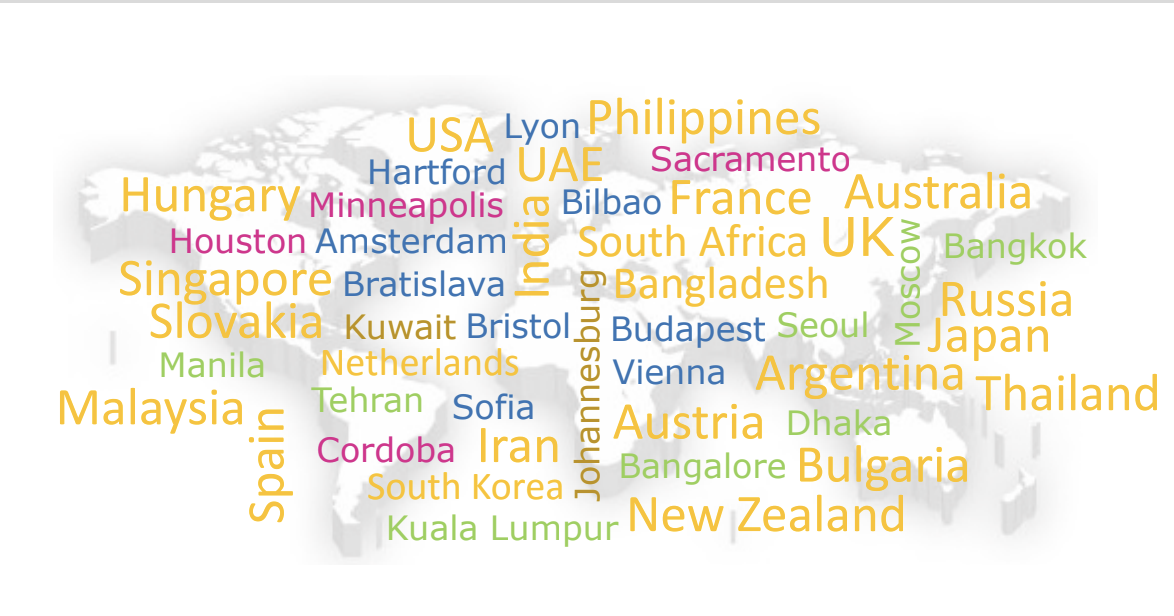 Philippines
USA Lyon
UAE Sacramento
Hartford
Hungary Minneapolis India Bilbao France Australia
Houston Amsterdam South Africa UK Moscow Bangkok
Singapore Bratislava Johannesburg Bangladesh Russia
Slovakia Kuwait Bristol Budapest Seoul Japan
Manila Netherlands Vienna Argentina Thailand
Malaysia Tehran Sofia Austria Dhaka
Spain Cordoba Iran Bangalore Bulgaria
South Korea New Zealand
Kuala Lumpur